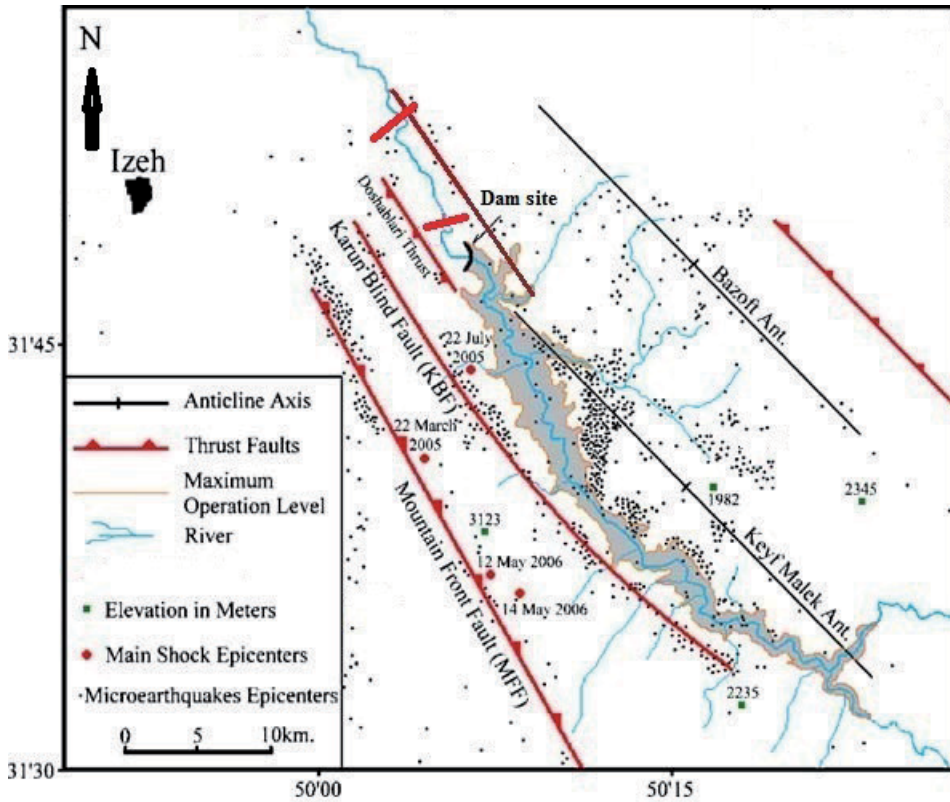 N
Izeh
Doshablari Thrust
Dam site
Karun Blind Fault (KBF)
Bazoft Ant.
31'45
22 July
2005
22 March
2005
Anticline Axis
Thrust Faults
Maximum
Operation Level
River
Elevation in Meters
Main Shock Epicenters
Microearthquakes Epicenters
0 5 10km.
Mountain Front Fault (MFF)
3123
12 May 2006
14 May 2006
1982
2345
Keyf Malek Ant.
2235
31'30
50'00
50'15